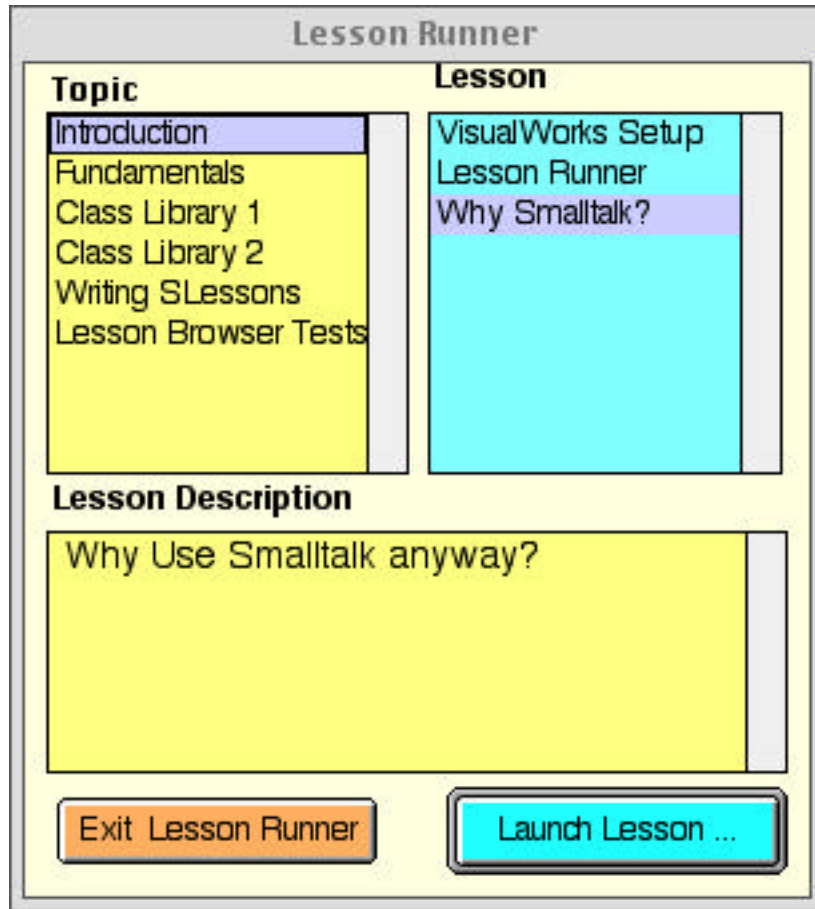 Lesson Runner
Topic
Introduction
Fundamentals
Class Library 1
Class Library 2
Writing SLessons
Lesson Browser Tests
Lesson
VisualWorks Setup
Lesson Runner
Why Smalltalk?
Lesson Description
Why Use Smalltalk anyway?
Exit Lesson Runner
Launch Lesson ...